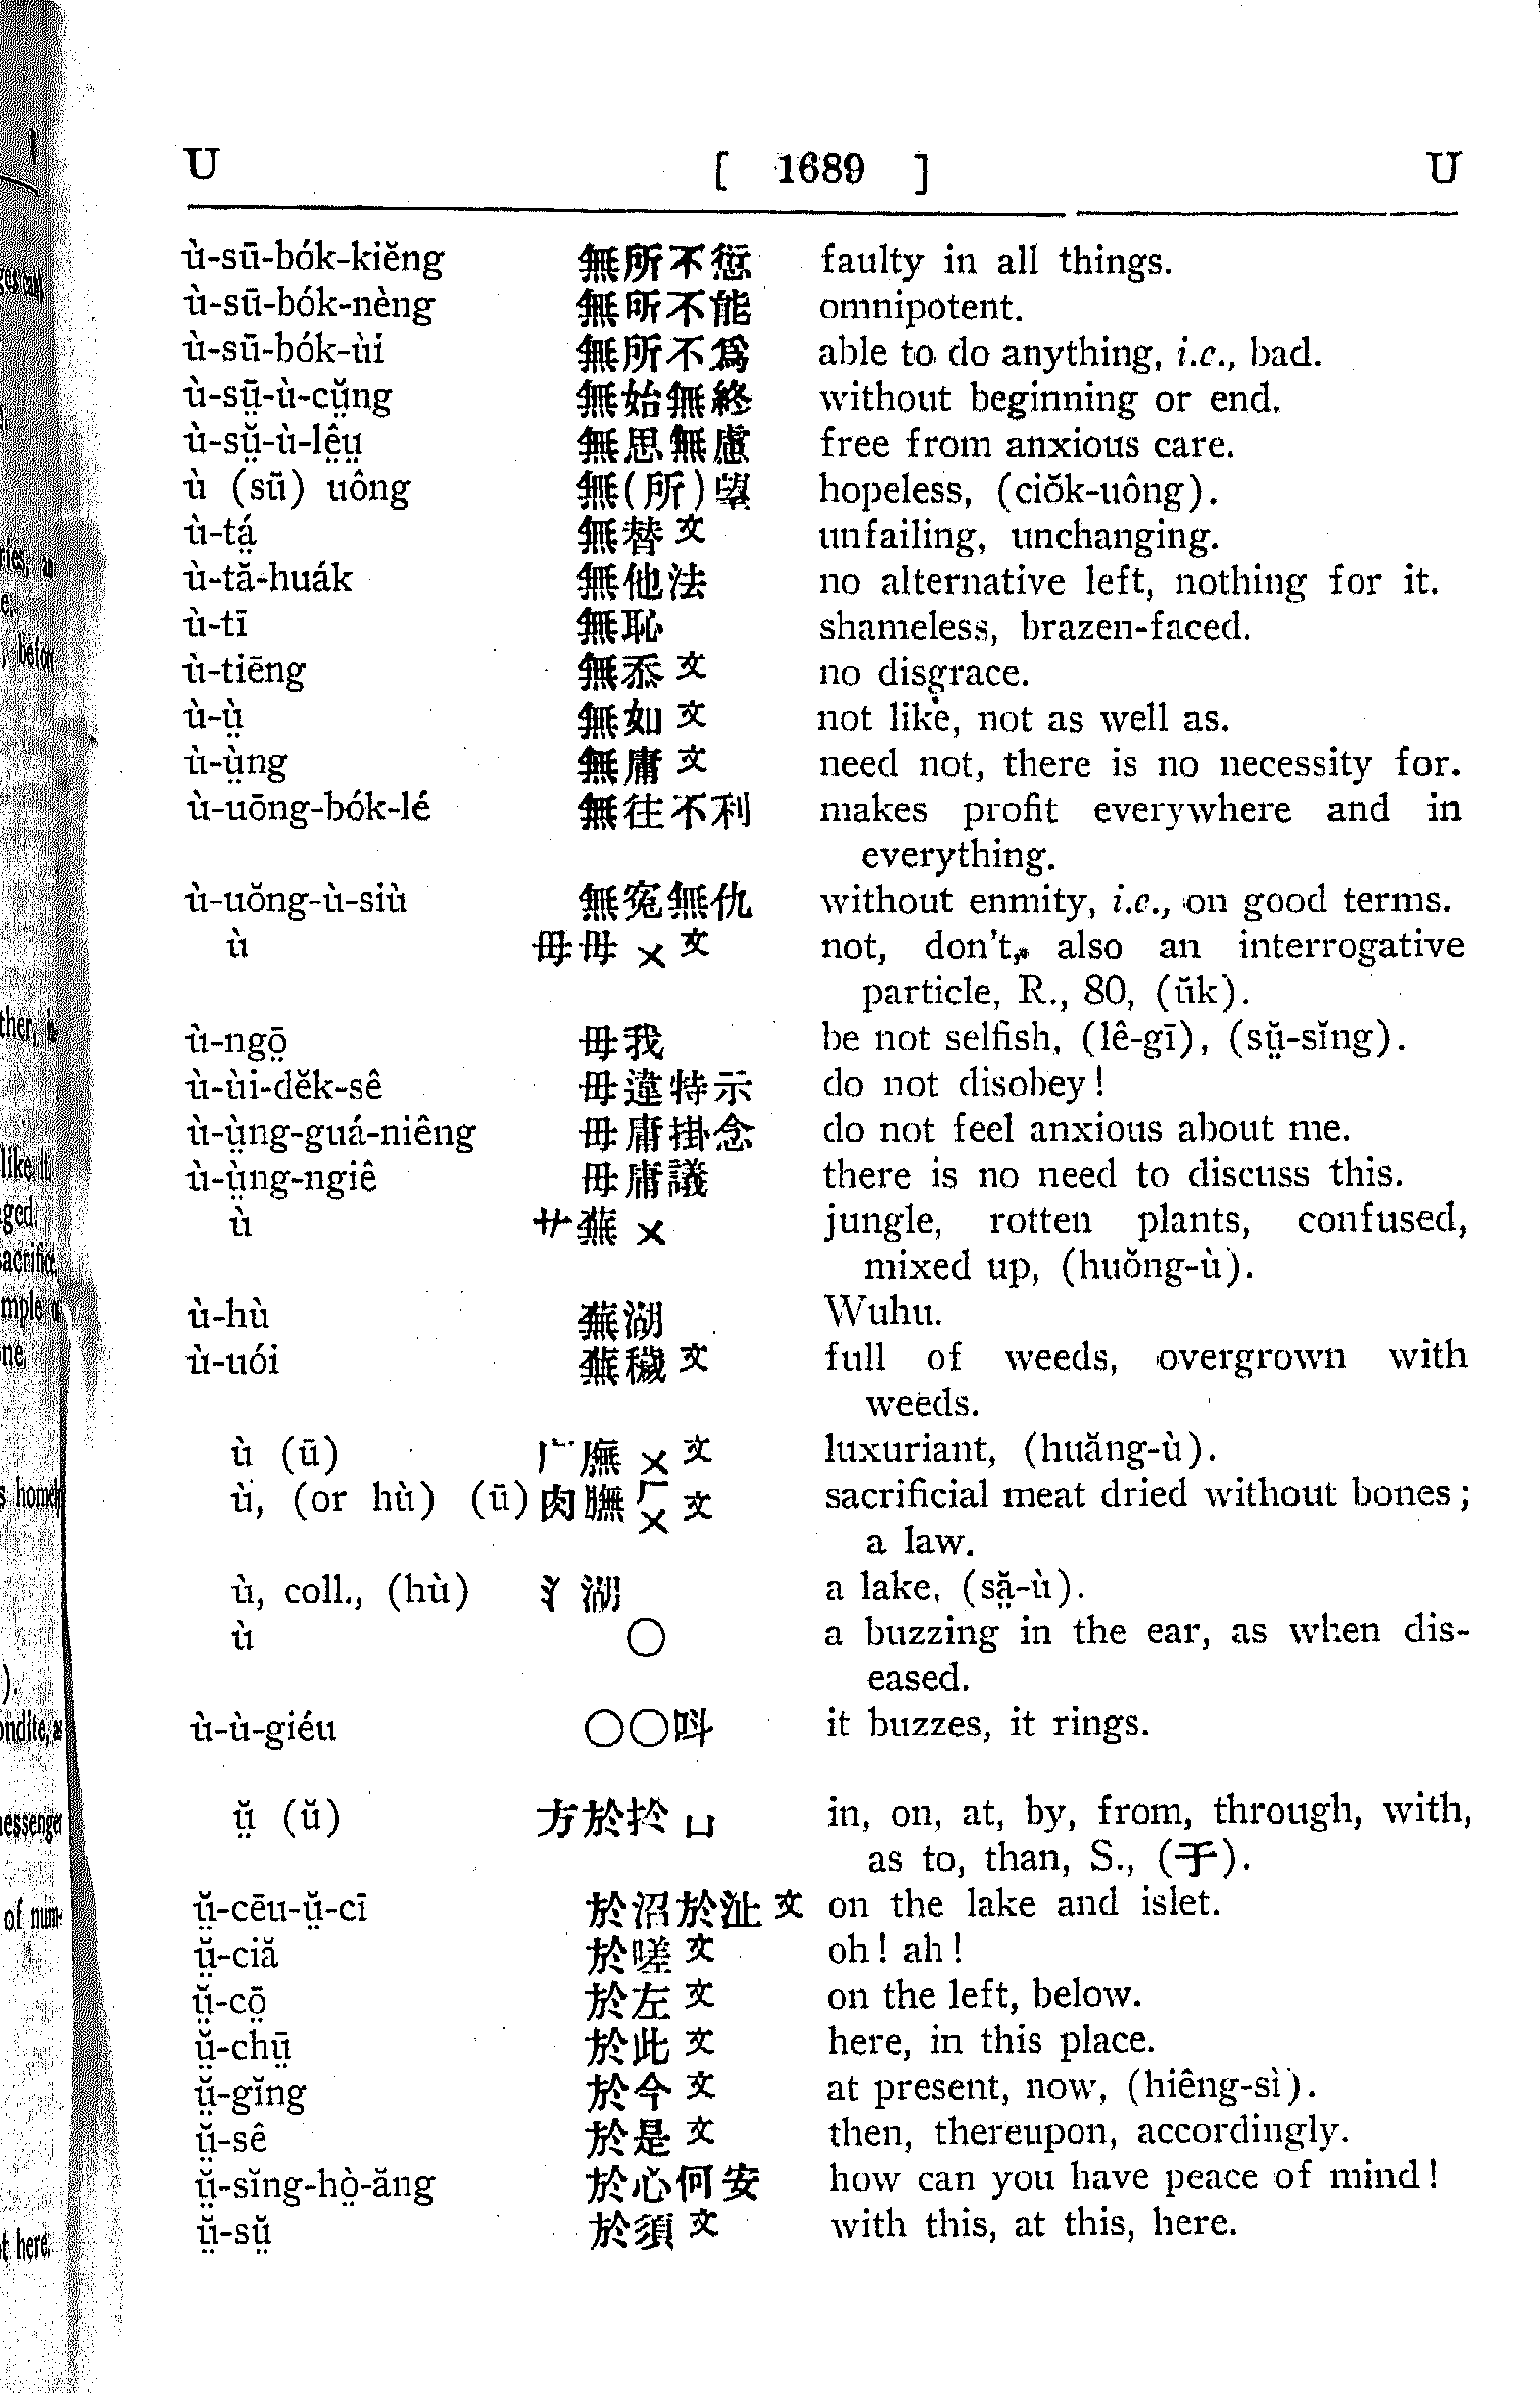 U [ 1689 ] U
ù-sū-bók-kiĕng 無所不愆 faulty in all things.
ù-sū-bók-nèng 無所不能 omnipotent.
ù-sū-bók-ùi 無所不爲 able to do anything, i.e., bad.
ù-sṳ̄-ù-cṳ̆ng 無始無終 without beginning or end.
ù-sṳ̆-ù-lê̤ṳ 無思無慮 free from anxious care.
ù (sū) uông 無(所)望 hopeless, (ciŏk-uông).
ù-tá̤ 無替文 unfailing, unchanging.
ù-tă-huák 無他法 no alternative left, nothing for it.
ù-tī 無恥 shameless, brazen-faced.
ù-tiēng 無忝文 no disgrace.
ù-ṳ̀ 無如文 not like, not as well as.
ù-ṳ̀ng 無庸文 need not, there is no necessity for.
ù-uōng-bók-lé 無往不利 makes profit everywhere and in
everything.
ù-uŏng-ù-siù 無寃無仇 without enmity, i.e., on good terms.
ù 毋毋ㄨ文 not, don't, also an interrogative
particle, R., 80, (ŭk).
ù-ngō̤ 毋我 be not selfish, (lê-gī), (sṳ̆-sĭng).
ù-ùi-dĕk-sê 毋違特示 do not disobey!
ù-ṳ̀ng-guá-niêng 毋庸掛念 do not feel anxious about me.
ù-ṳ̀ng-ngiê 毋庸議 there is no need to discuss this.
ù 艹蕪ㄨ jungle, rotten plants, confused,
mixed up, (huŏng-ù).
ù-hù 蕪湖 Wuhu.
ù-uói 蕪穢文 full of weeds, overgrown with
weeds.
ù (ū) 广廡ㄨ文 luxuriant, (huăng-ù).
ù, (or hù) (ū) 肉膴ㄏㄨ文 sacrificial meat dried without bones;
a law.
ù, coll., (hù) 氵湖 a lake, (să̤-ù).
ù ○ a buzzing in the ear, as when dis-
eased.
ù-ù-giéu ○○呌 it buzzes, it rings.
ṳ̆ (ŭ) 方於扵ㄩ in, on, at, by, from, through, with,
as to, than, S., (于).
ṳ̆-cēu-ṳ̆-cī 於沼於沚文 on the lake and islet.
ṳ̆-ciă 於嗟文 oh! ah!
ṳ̆-cō̤ 於左文 on the left, below.
ṳ̆-chṳ̄ 於此文 here, in this place.
ṳ̆-gĭng 於今文 at present, now, (hiêng-sì).
ṳ̆-sê 於是文 then, thereupon, accordingly.
ṳ̆-sĭng-hò̤-ăng 於心何安 how can you have peace of mind!
ṳ̆-sṳ̆ 於須文 with this, at this, here.